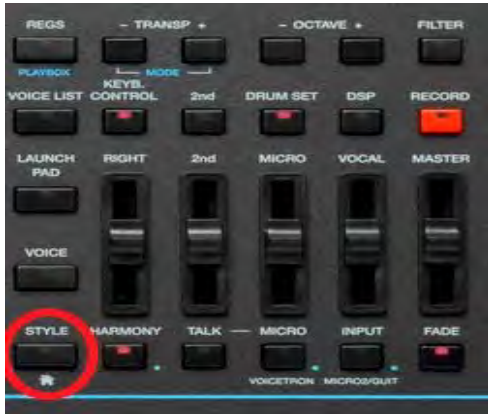 REGS - TRANSP + - OCTAVE + FILTER
PLAYBOX MODE
VOICE LIST KEYB. CONTROL 2nd DRUM SET DSP RECORD
LAUNCH PAD RIGHT 2nd MICRO VOCAL MASTER
VOICE
STYLE HARMONY TALK — MICRO INPUT FADE
VOICETRON MICRO2/GUIT